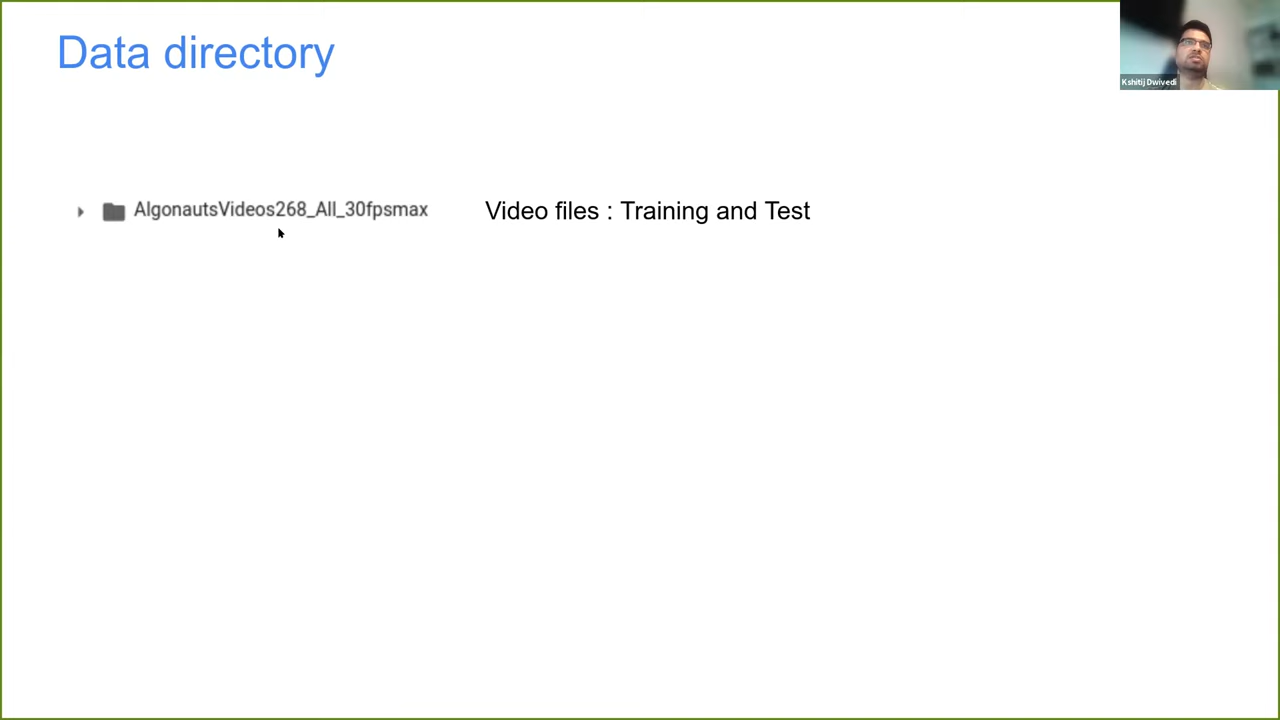 Data directory
Kshitij Dwivedi
AlgonautsVideos268_All_30fpsmax
Video files : Training and Test